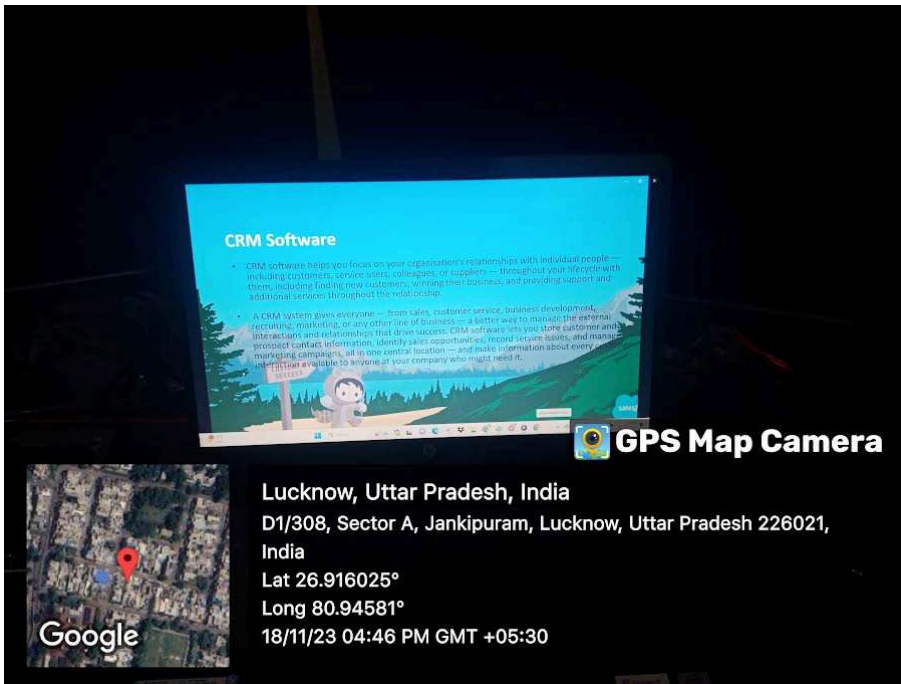 CRM Software
• CRM software helps you focus on your organisation's relationships with individual people —
including customers, service users, colleagues, or suppliers — throughout your lifecycle with
them, including finding new customers, winning their business, and providing support and
additional services throughout the relationship.
• A CRM system gives everyone — from sales, customer service, business development,
recruiting, marketing, or any other line of business — a better way to manage the external
interactions and relationships that drive success. CRM software lets you store customer and
prospect contact information, identify sales opportunities, record service issues, and manage
marketing campaigns, all in one central location — and make information about every
interaction available to anyone at your company who might need it.
SUCCESS
GPS Map Camera
Lucknow, Uttar Pradesh, India
D1/308, Sector A, Jankipuram, Lucknow, Uttar Pradesh 226021,
India
Lat 26.916025°
Long 80.94581°
18/11/23 04:46 PM GMT +05:30
Google